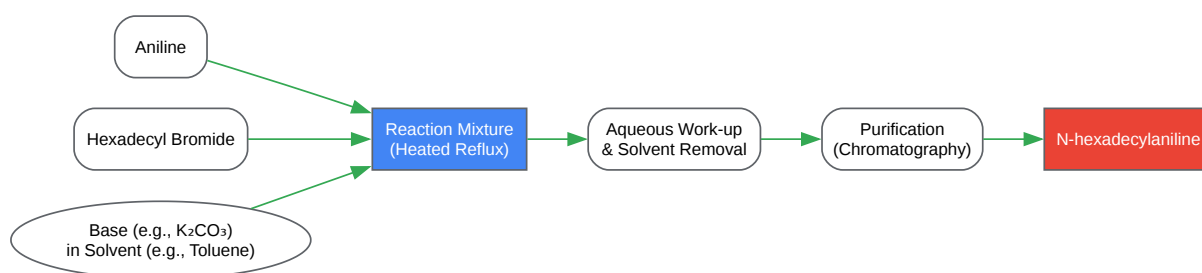 Aniline
Hexadecyl Bromide
Base (e.g., K₂CO₃)
in Solvent (e.g., Toluene)
Reaction Mixture
(Heated Reflux)
Aqueous Work-up
& Solvent Removal
Purification
(Chromatography)
N-hexadecylaniline